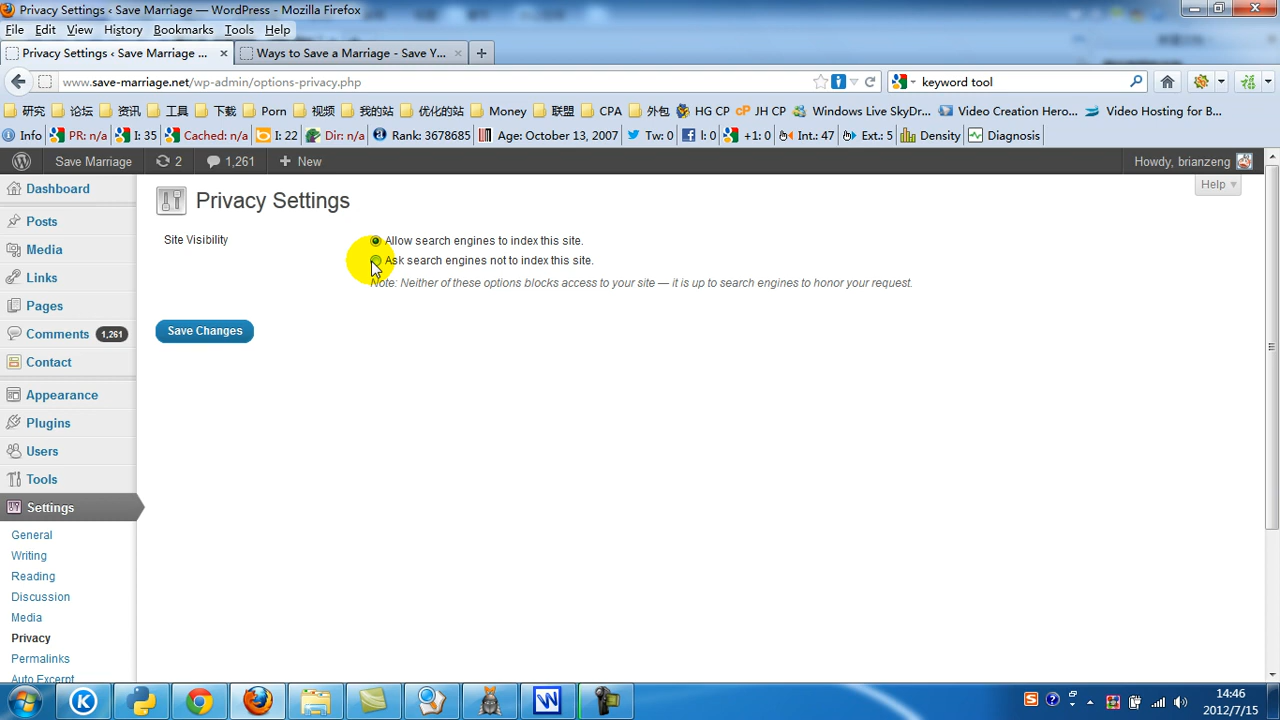 Privacy Settings ‹ Save Marriage — WordPress - Mozilla Firefox
File Edit View History Bookmarks Tools Help
Privacy Settings ‹ Save Marriage ... × Ways to Save a Marriage - Save Y... × +
www.save-marriage.net/wp-admin/options-privacy.php keyword tool
研究 论坛 资讯 工具 下载 Porn 视频 我的站 优化的站 Money 联盟 CPA 外包 HG CP JH CP Windows Live SkyDr... Video Creation Hero... Video Hosting for B...
Info PR: n/a I: 35 Cached: n/a I: 22 Dir: n/a Rank: 3678685 Age: October 13, 2007 Tw: 0 l: 0 +1: 0 Int.: 47 Ext.: 5 Density Diagnosis
Save Marriage 2 1,261 + New Howdy, brianzeng
Help
Dashboard
Posts
Media
Links
Pages
Comments 1,261
Contact
Appearance
Plugins
Users
Tools
Settings
General
Writing
Reading
Discussion
Media
Privacy
Permalinks
Auto Excerpt
Privacy Settings
Site Visibility
Allow search engines to index this site.
Ask search engines not to index this site.
Note: Neither of these options blocks access to your site — it is up to search engines to honor your request.
Save Changes
14:46
2012/7/15